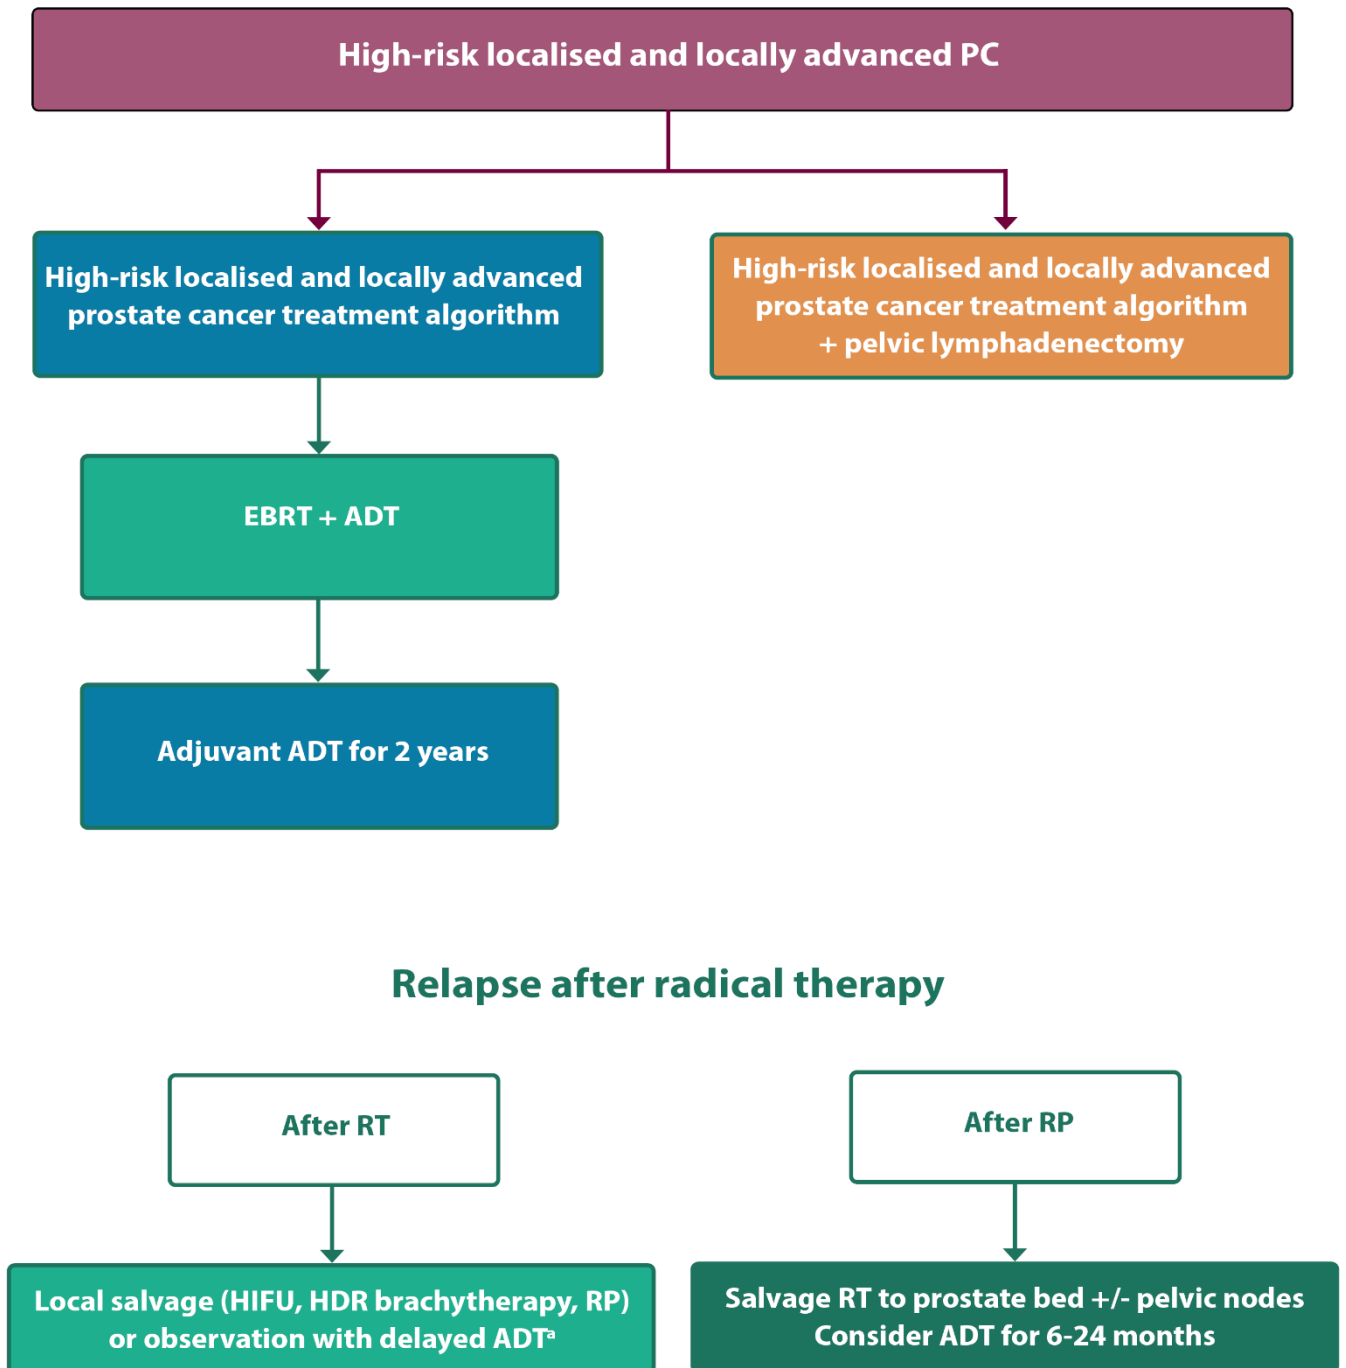 High-risk localised and locally advanced PC
High-risk localised and locally advanced
prostate cancer treatment algorithm
High-risk localised and locally advanced
prostate cancer treatment algorithm
+ pelvic lymphadenectomy
EBRT + ADT
Adjuvant ADT for 2 years
Relapse after radical therapy
After RT
After RP
Local salvage (HIFU, HDR brachytherapy, RP)
or observation with delayed ADTᵃ
Salvage RT to prostate bed +/- pelvic nodes
Consider ADT for 6-24 months